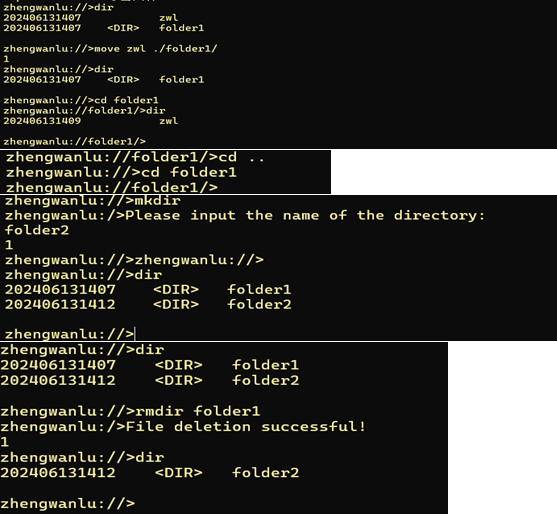 zhengwanlu://>dir
202406131407 zwl
202406131407 <DIR> folder1
zhengwanlu://>move zwl ./folder1/
1
zhengwanlu://>dir
202406131407 <DIR> folder1
zhengwanlu://>cd folder1
zhengwanlu://folder1/>dir
202406131409 zwl
zhengwanlu://folder1/>
zhengwanlu://folder1/>cd ..
zhengwanlu://>cd folder1
zhengwanlu://folder1/>
zhengwanlu://>mkdir
zhengwanlu:/>Please input the name of the directory:
folder2
1
zhengwanlu://>zhengwanlu://>
zhengwanlu://>dir
202406131407 <DIR> folder1
202406131412 <DIR> folder2
zhengwanlu://>
zhengwanlu://>dir
202406131407 <DIR> folder1
202406131412 <DIR> folder2
zhengwanlu://>rmdir folder1
zhengwanlu:/>File deletion successful!
1
zhengwanlu://>dir
202406131412 <DIR> folder2
zhengwanlu://>